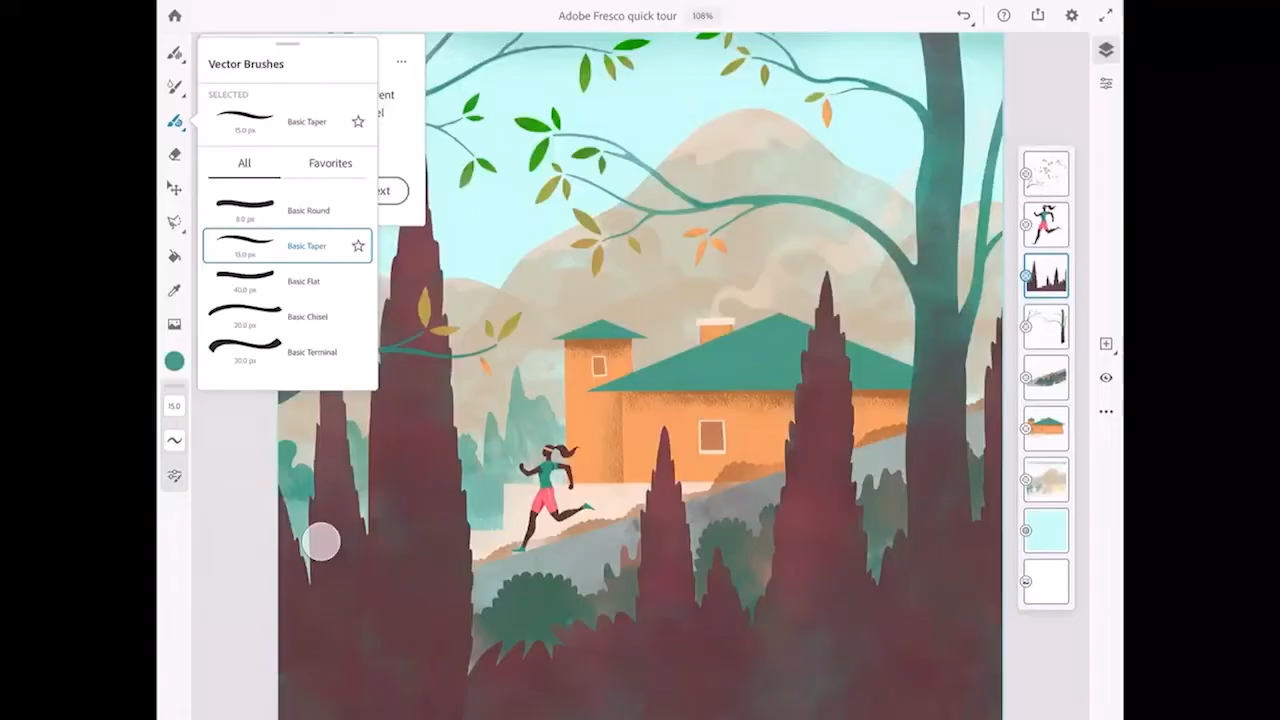 Adobe Fresco quick tour 108%
Vector Brushes
SELECTED
15.0 px Basic Taper
All Favorites
8.0 px Basic Round
15.0 px Basic Taper
40.0 px Basic Flat
20.0 px Basic Chisel
30.0 px Basic Terminal
15.0